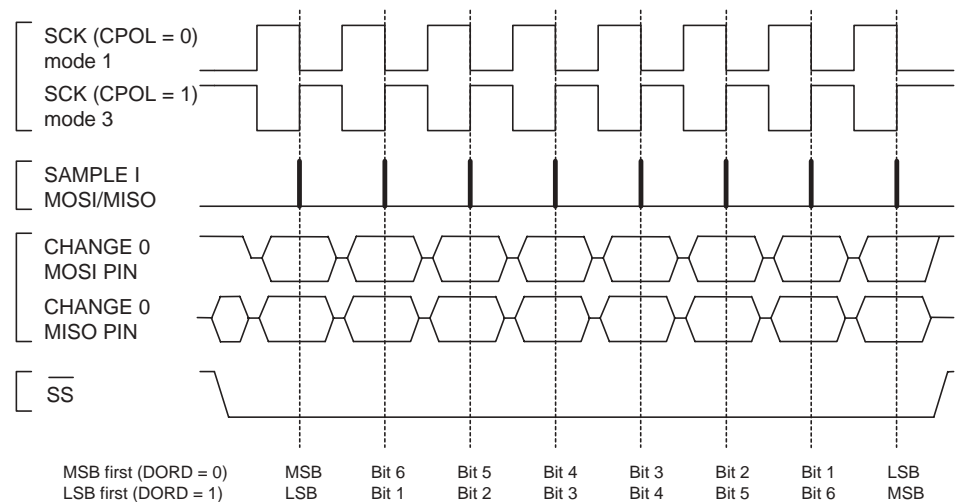 SCK (CPOL = 0)
mode 1
SCK (CPOL = 1)
mode 3
SAMPLE I
MOSI/MISO
CHANGE 0
MOSI PIN
CHANGE 0
MISO PIN
SS
MSB first (DORD = 0) MSB Bit 6 Bit 5 Bit 4 Bit 3 Bit 2 Bit 1 LSB
LSB first (DORD = 1) LSB Bit 1 Bit 2 Bit 3 Bit 4 Bit 5 Bit 6 MSB